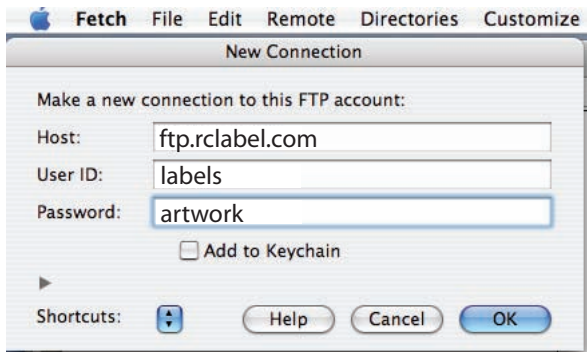 Fetch File Edit Remote Directories Customize
New Connection
Make a new connection to this FTP account:
Host: ftp.rclabel.com
User ID: labels
Password: artwork
Add to Keychain
Shortcuts: Help Cancel OK